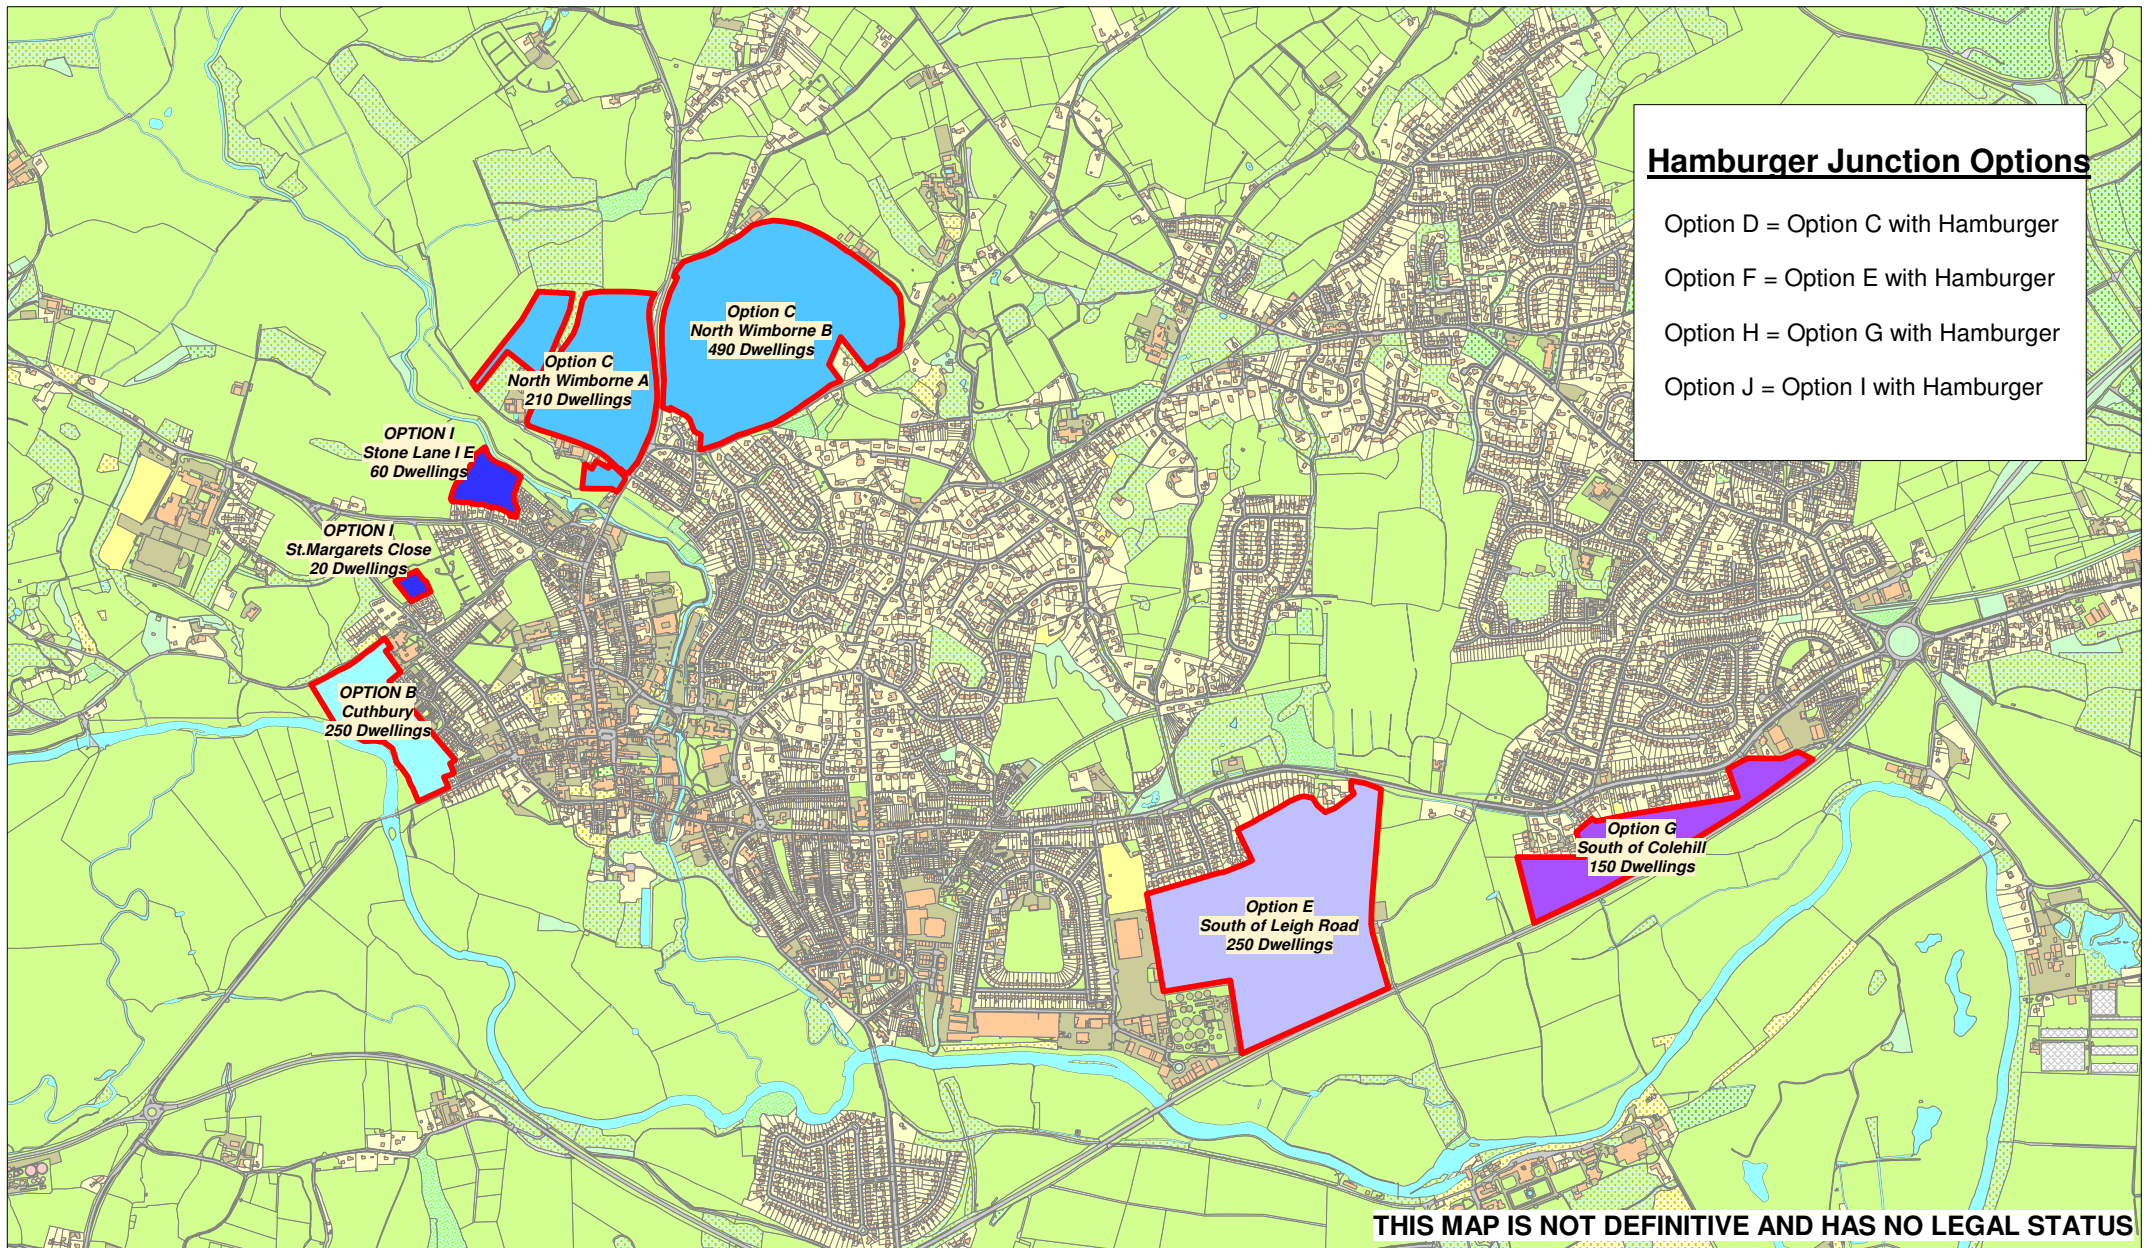 Hamburger Junction Options
Option D = Option C with Hamburger
Option F = Option E with Hamburger
Option H = Option G with Hamburger
Option J = Option I with Hamburger
Option C
North Wimborne B
490 Dwellings
Option C
North Wimborne A
210 Dwellings
OPTION I
Stone Lane I E
60 Dwellings
OPTION I
St.Margarets Close
20 Dwellings
OPTION B
Cuthbury
250 Dwellings
Option G
South of Colehill
150 Dwellings
Option E
South of Leigh Road
250 Dwellings
THIS MAP IS NOT DEFINITIVE AND HAS NO LEGAL STATUS